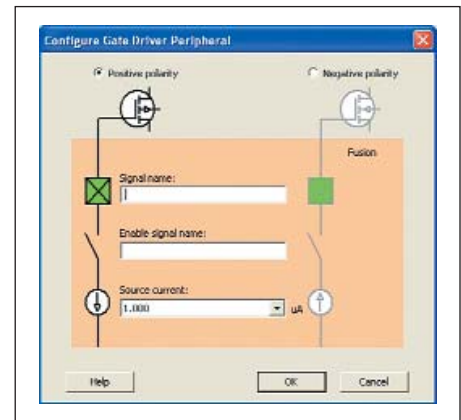 Configure Gate Driver Peripheral
Positive polarity
Negative polarity
Fusion
Signal name:
Enable signal name:
Source current:
1.000
uA
Help
OK
Cancel